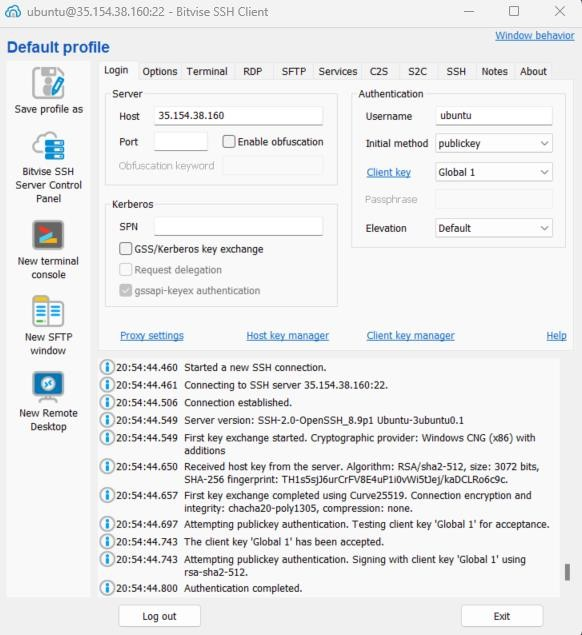 ubuntu@35.154.38.160:22 - Bitvise SSH Client
Default profile
Window behavior
Save profile as
Bitvise SSH
Server Control
Panel
New terminal
console
New SFTP
window
New Remote
Desktop
Login Options Terminal RDP SFTP Services C2S S2C SSH Notes About
Server
Host 35.154.38.160
Port Enable obfuscation
Obfuscation keyword
Kerberos
SPN
GSS/Kerberos key exchange
Request delegation
gssapi-keyex authentication
Authentication
Username ubuntu
Initial method publickey
Client key Global 1
Passphrase
Elevation Default
Proxy settings Host key manager Client key manager Help
20:54:44.460 Started a new SSH connection.
20:54:44.461 Connecting to SSH server 35.154.38.160:22.
20:54:44.506 Connection established.
20:54:44.549 Server version: SSH-2.0-OpenSSH_8.9p1 Ubuntu-3ubuntu0.1
20:54:44.549 First key exchange started. Cryptographic provider: Windows CNG (x86) with
additions
20:54:44.650 Received host key from the server. Algorithm: RSA/sha2-512, size: 3072 bits,
SHA-256 fingerprint: TH1s5sjJ6urCrFV8E4uP1i0vWi5tJej/kaDCLRo6c9c.
20:54:44.657 First key exchange completed using Curve25519. Connection encryption and
integrity: chacha20-poly1305, compression: none.
20:54:44.697 Attempting publickey authentication. Testing client key 'Global 1' for acceptance.
20:54:44.743 The client key 'Global 1' has been accepted.
20:54:44.743 Attempting publickey authentication. Signing with client key 'Global 1' using
rsa-sha2-512.
20:54:44.800 Authentication completed.
Log out Exit